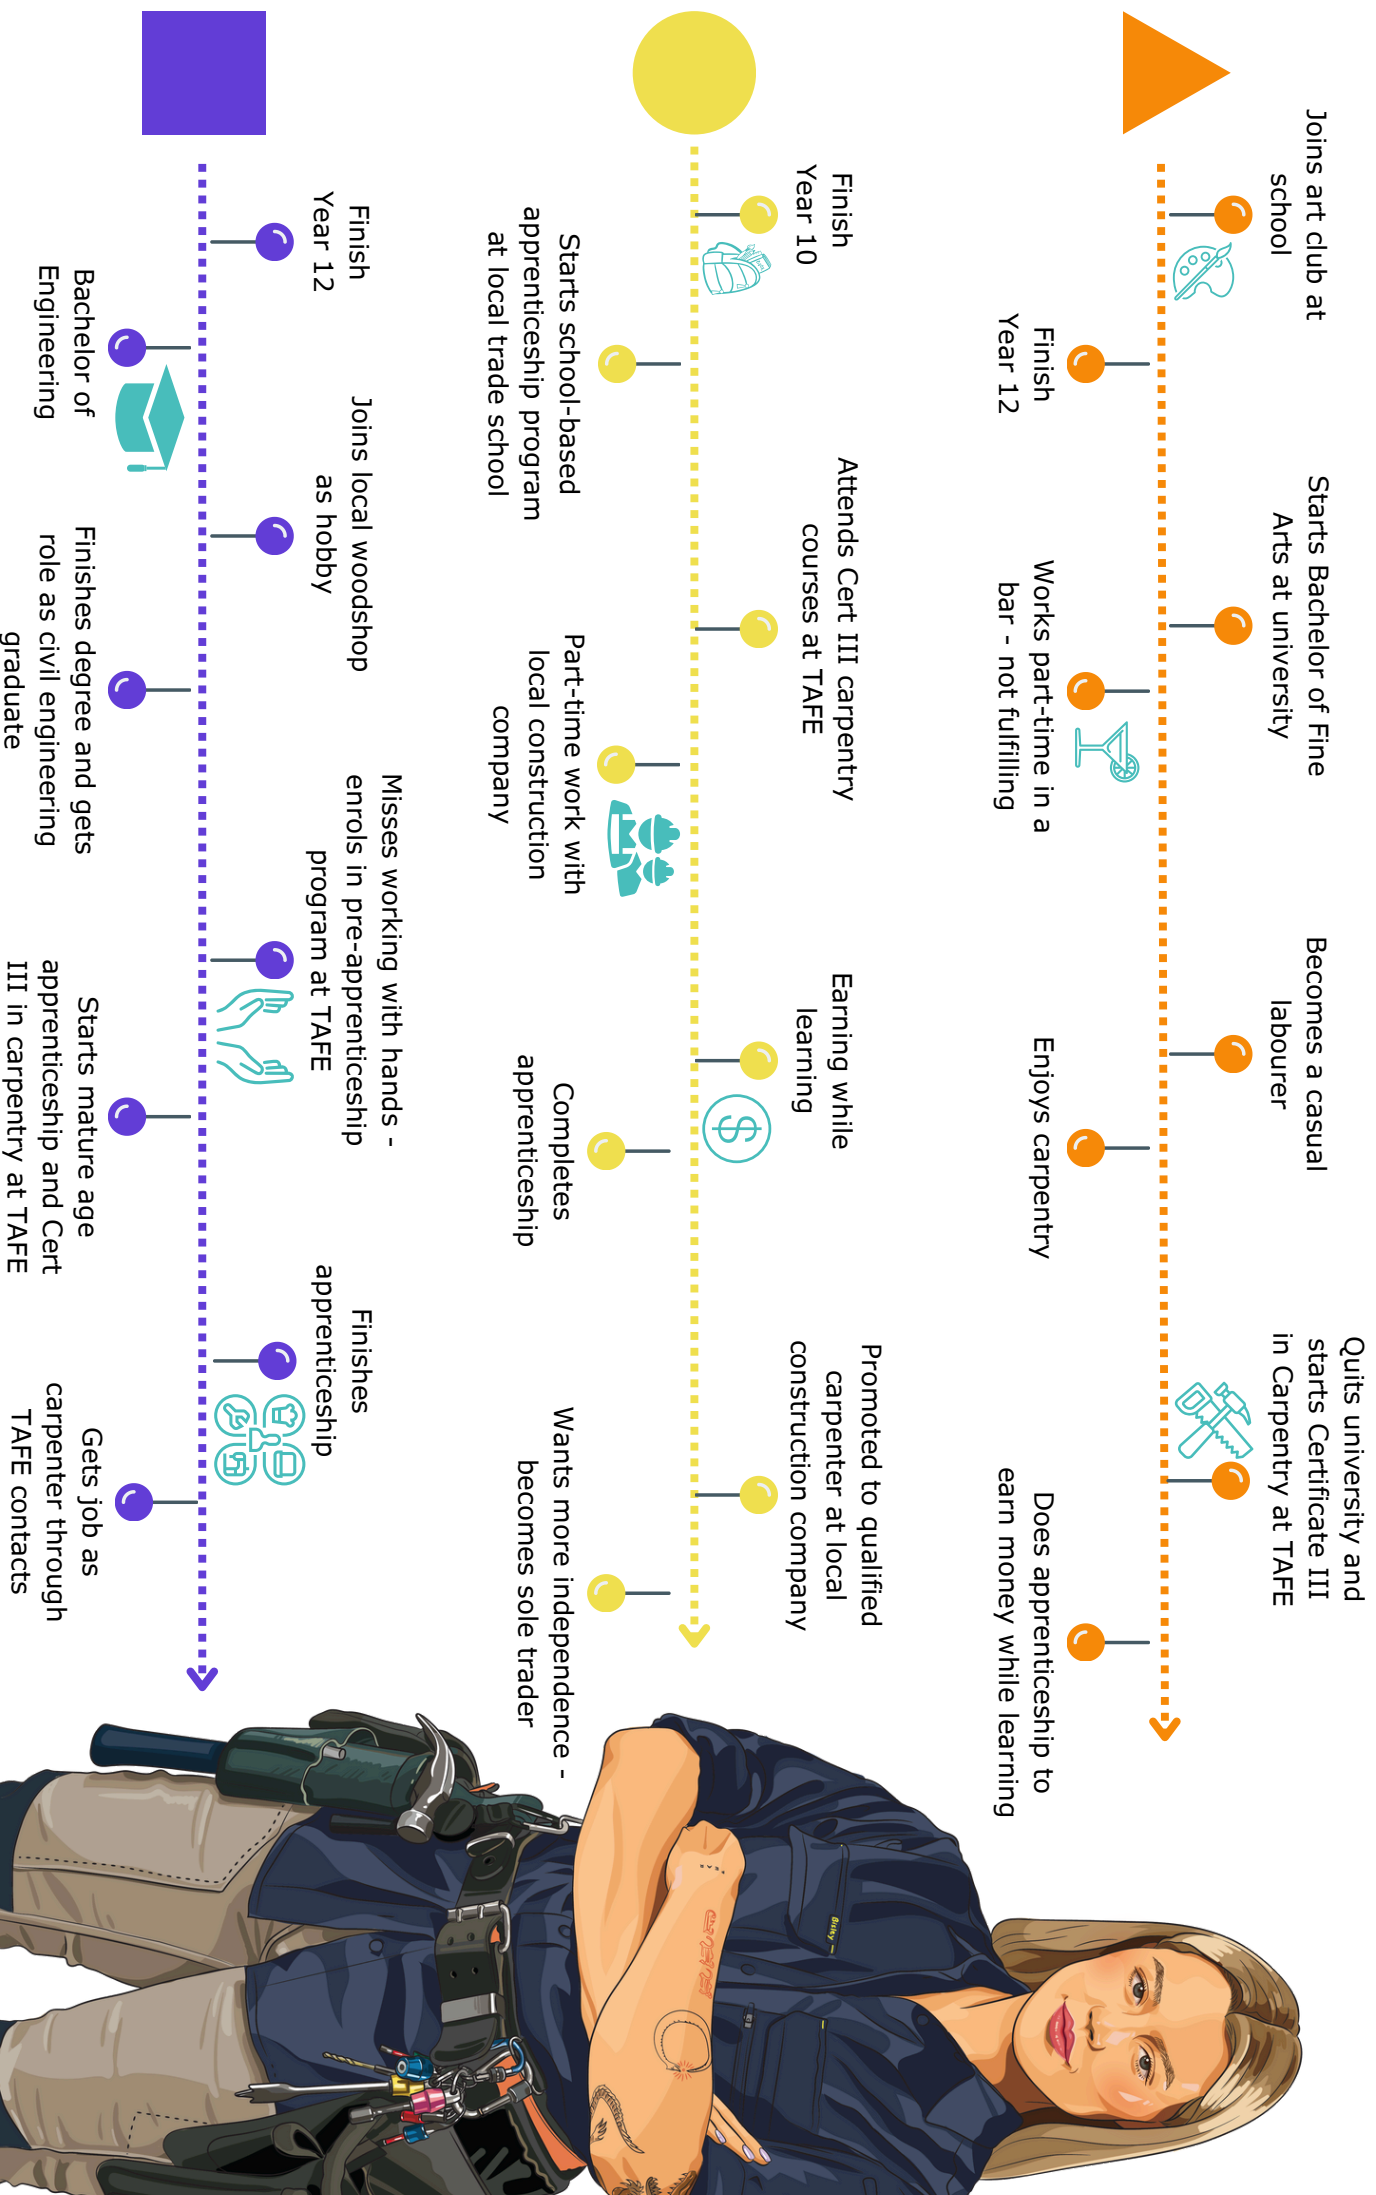 Joins art club at
school
Finish
Year 12
Starts Bachelor of Fine
Arts at university
Works part-time in a
bar - not fulfilling
Becomes a casual
labourer
Enjoys carpentry
Quits university and
starts Certificate III
in Carpentry at TAFE
Does apprenticeship to
earn money while learning
Finish
Year 10
Starts school-based
apprenticeship program
at local trade school
Attends Cert III carpentry
courses at TAFE
Part-time work with
local construction
company
Earning while
learning
$
Completes
apprenticeship
Promoted to qualified
carpenter at local
construction company
Wants more independence -
becomes sole trader
Finish
Year 12
Bachelor of
Engineering
Joins local woodshop
as hobby
Finishes degree and gets
role as civil engineering
graduate
Misses working with hands -
enrols in pre-apprenticeship
program at TAFE
Starts mature age
apprenticeship and Cert
III in carpentry at TAFE
Finishes
apprenticeship
Gets job as
carpenter through
TAFE contacts
Bisley